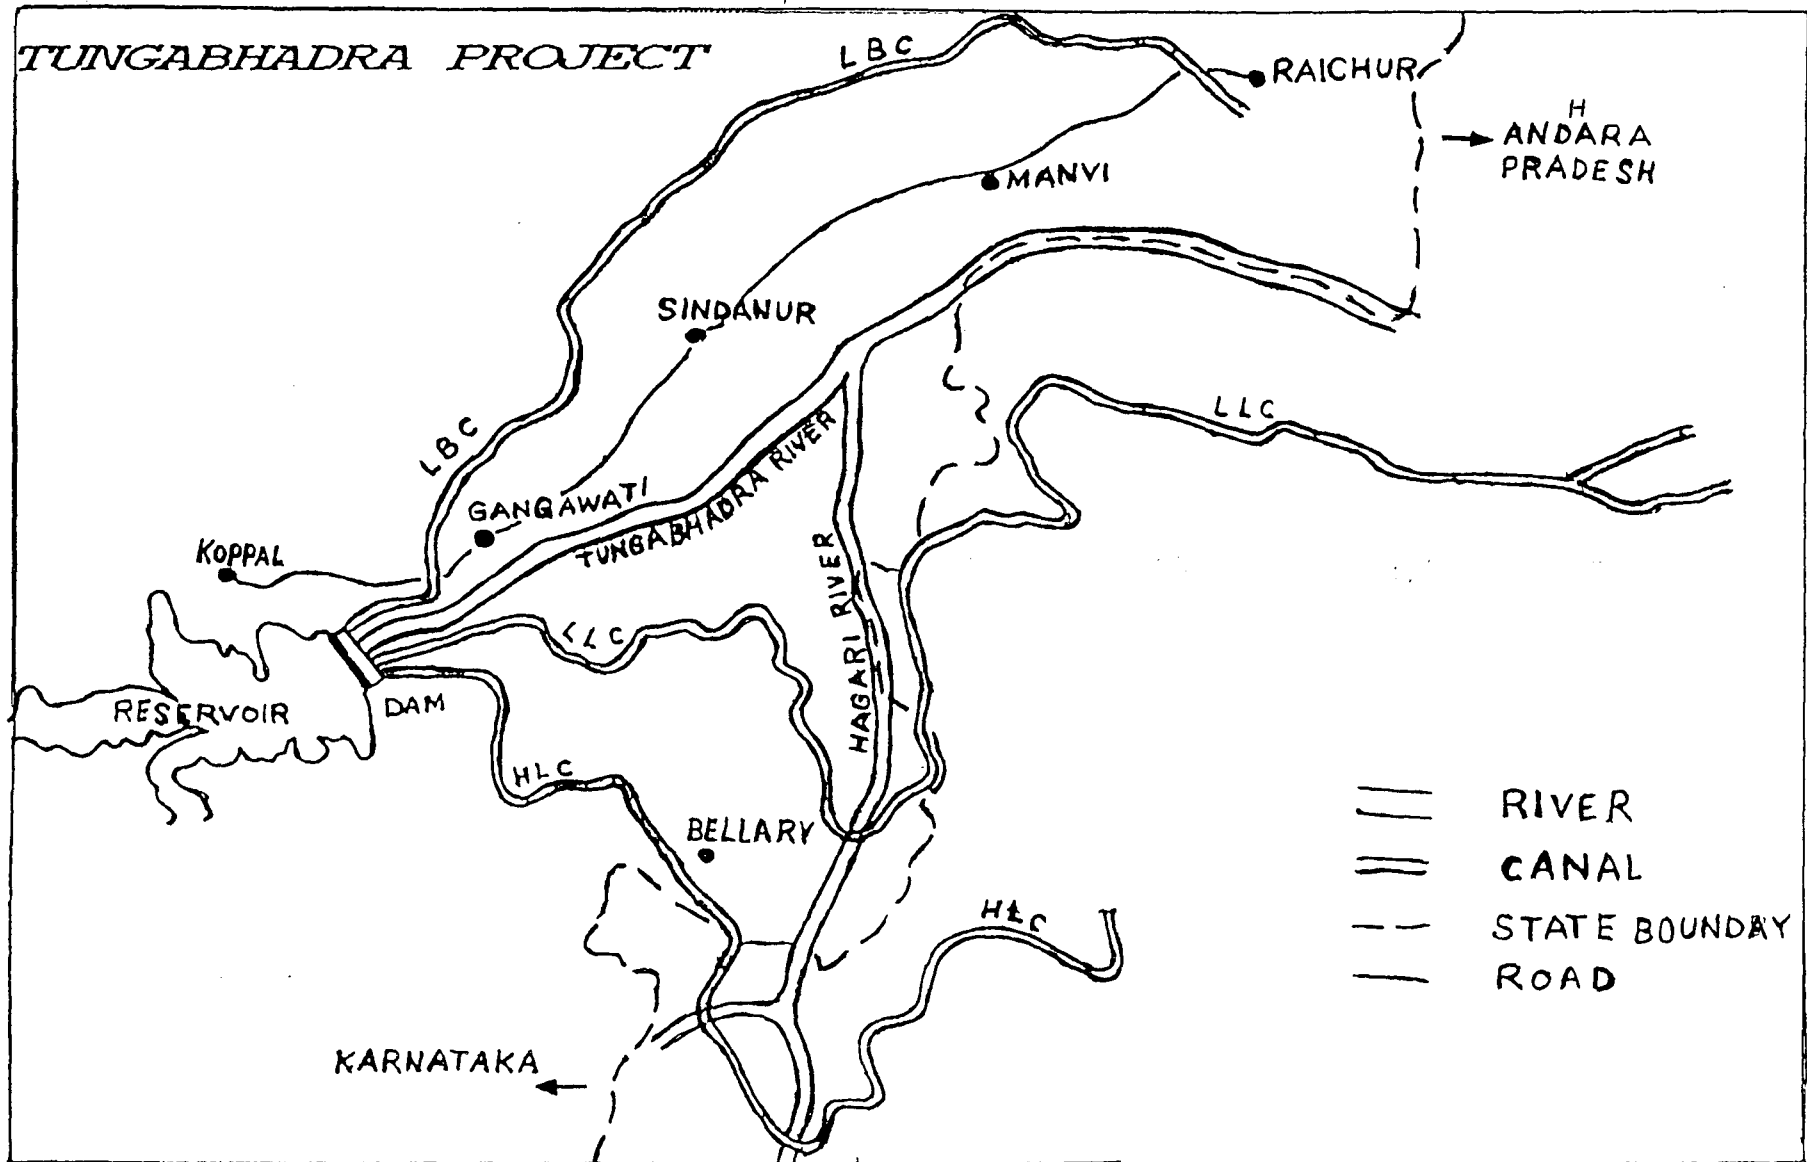 TUNGABHADRA PROJECT
LBC
RAICHUR
H
ANDARA
PRADESH
MANVI
SINDANUR
LLC
LBC
GANGAWATI
TUNGABHADRA RIVER
KOPPAL
HAGARI RIVER
LLC
RESERVOIR
DAM
HLC
BELLARY
HLC
KARNATAKA
RIVER
CANAL
STATE BOUNDAY
ROAD